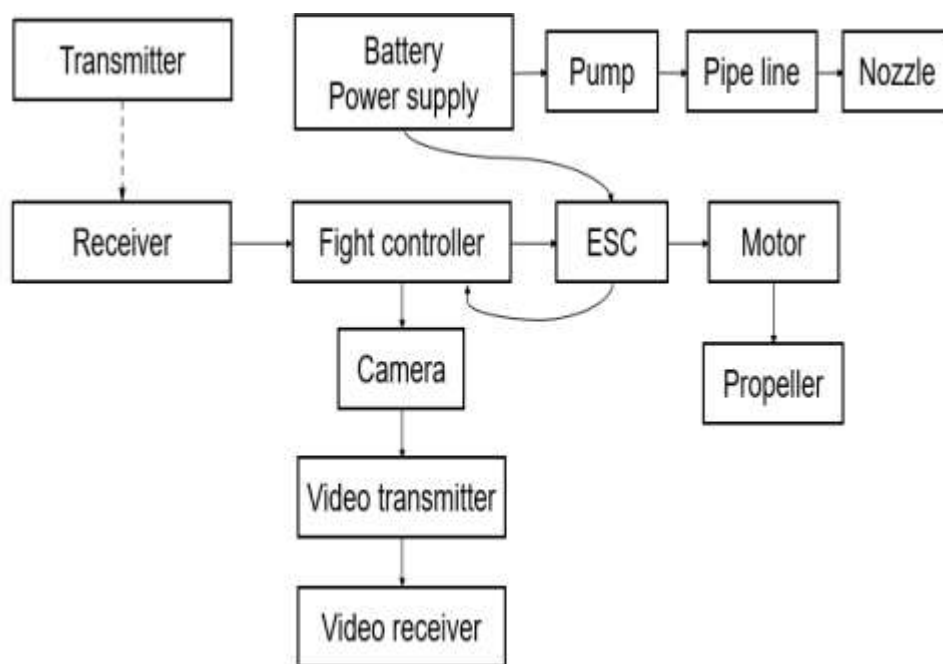 Transmitter
Battery
Power supply
Pump
Pipe line
Nozzle
Receiver
Fight controller
ESC
Motor
Camera
Propeller
Video transmitter
Video receiver